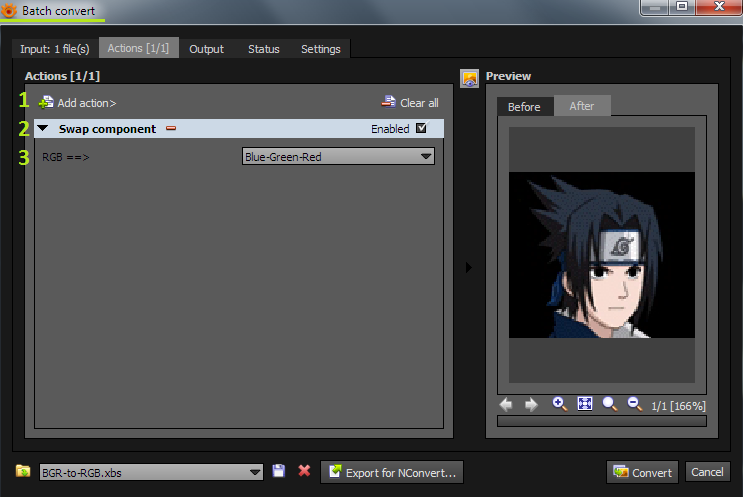 Batch convert
Input: 1 file(s) Actions [1/1] Output Status Settings
Actions [1/1]
Preview
1 Add action> Clear all
Before After
2 Swap component Enabled
3 RGB ==> Blue-Green-Red
1/1 [166%]
BGR-to-RGB.xbs Export for NConvert... Convert Cancel